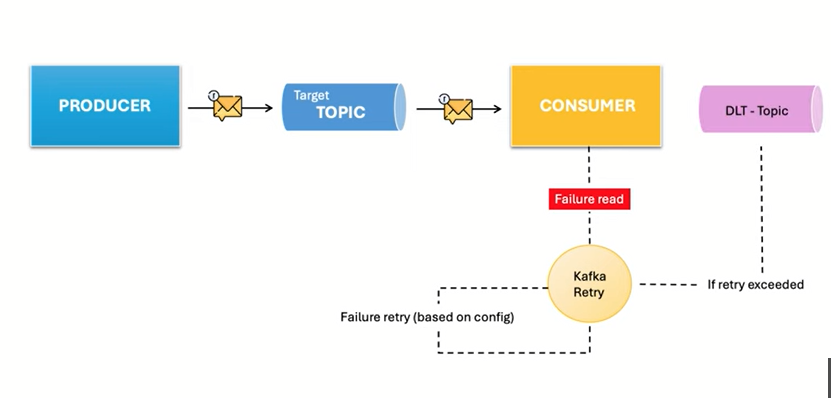 PRODUCER
Target
TOPIC
CONSUMER
DLT - Topic
Failure read
Kafka
Retry
If retry exceeded
Failure retry (based on config)